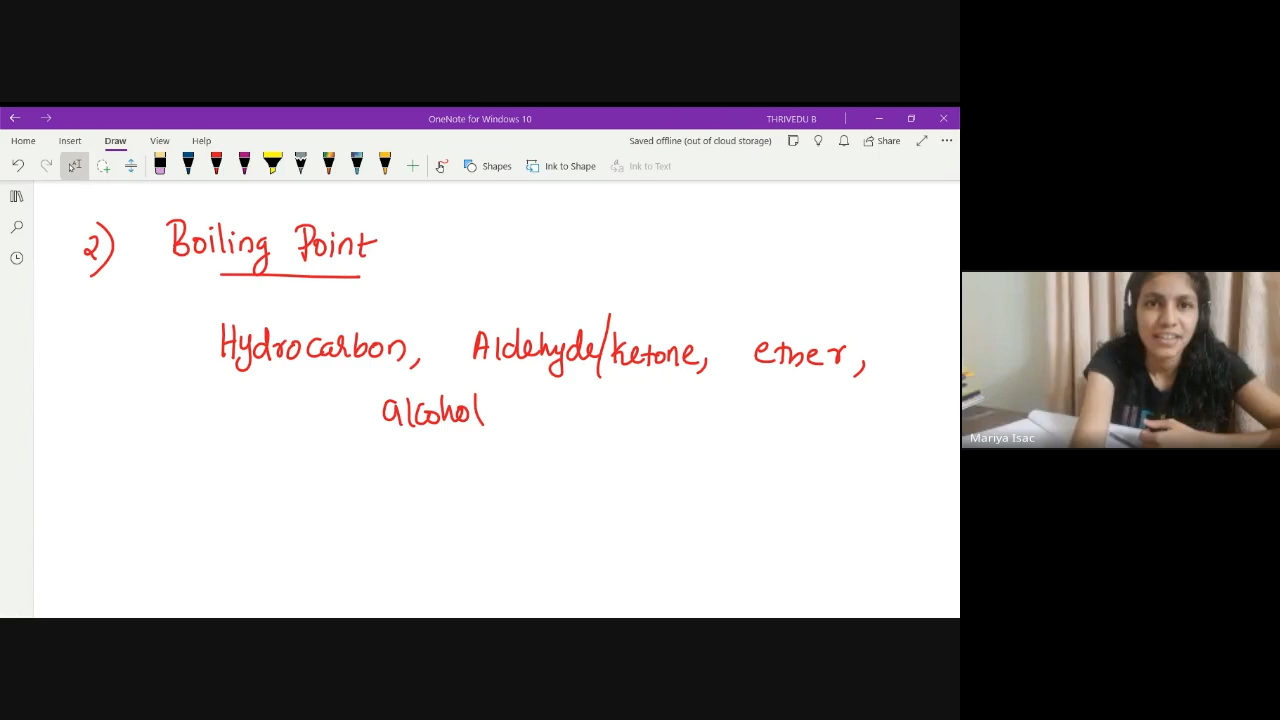 OneNote for Windows 10
THRIVEDU B
Home Insert Draw View Help
Saved offline (out of cloud storage)
Share
Shapes
Ink to Shape
Ink to Text
2) Boiling Point
Hydrocarbon, Aldehyde/ketone, ether,
alcohol
Mariya Isac